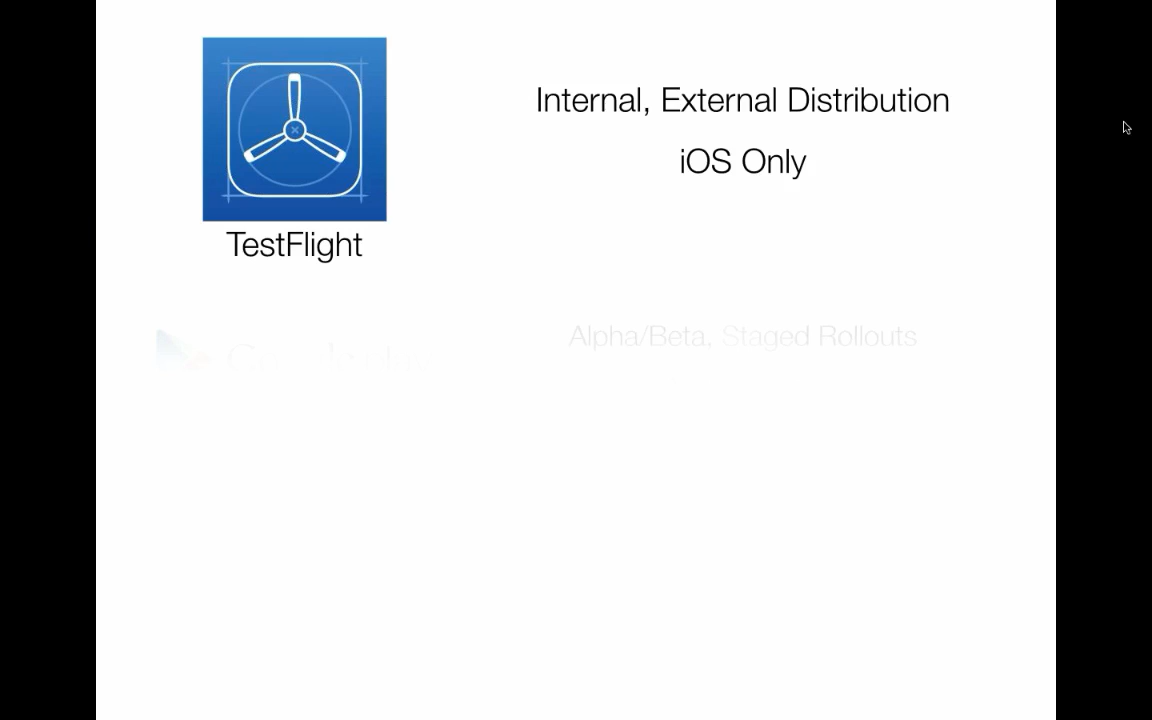 Internal, External Distribution
iOS Only
TestFlight
Alpha/Beta, Staged Rollouts